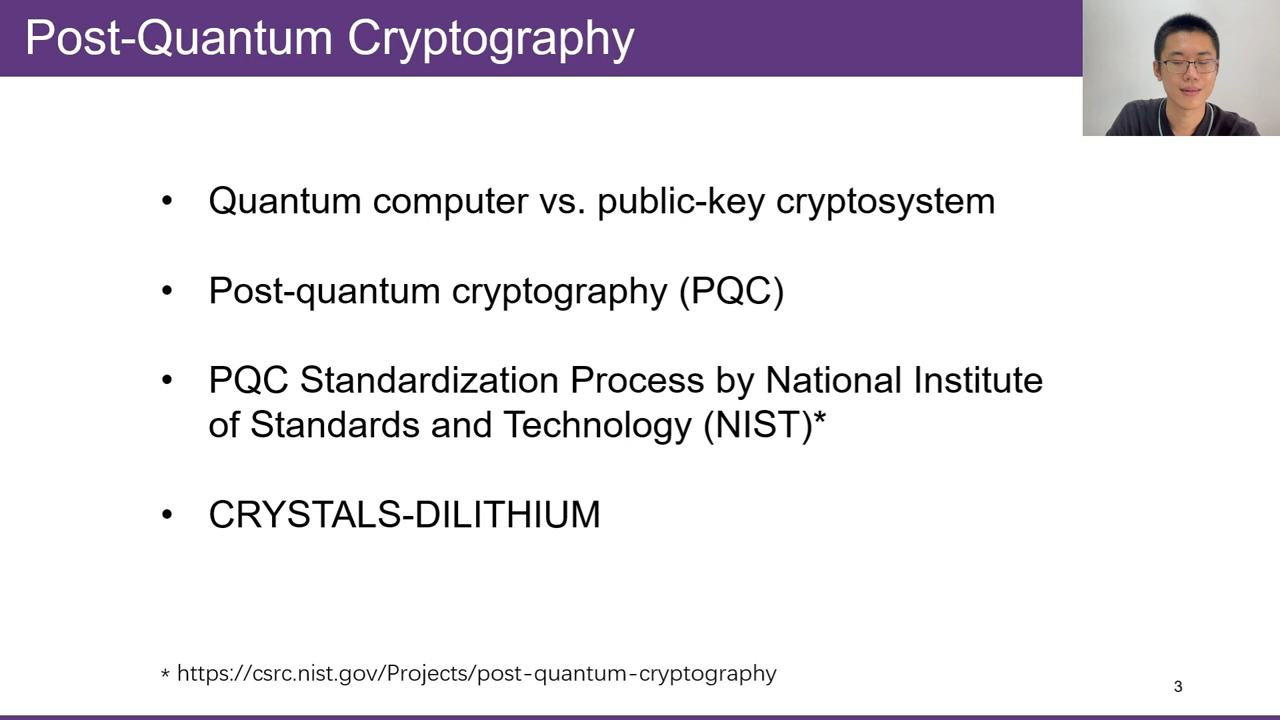 Post-Quantum Cryptography
• Quantum computer vs. public-key cryptosystem
• Post-quantum cryptography (PQC)
• PQC Standardization Process by National Institute
of Standards and Technology (NIST)*
• CRYSTALS-DILITHIUM
* https://csrc.nist.gov/Projects/post-quantum-cryptography
3